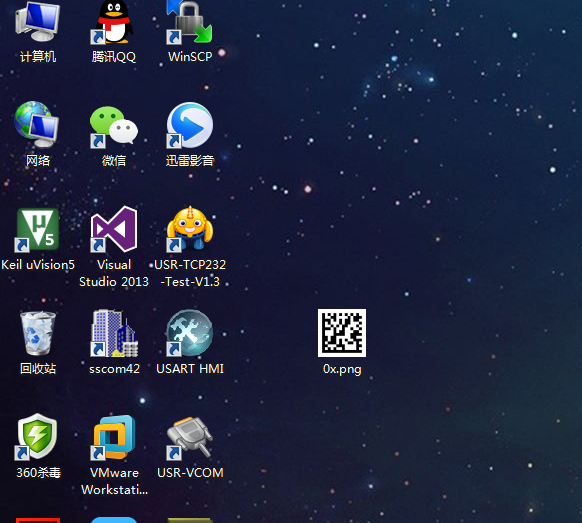 计算机
腾讯QQ
WinSCP
网络
微信
迅雷影音
Keil uVision5
Visual
Studio 2013
USR-TCP232
-Test-V1.3
回收站
sscom42
USART HMI
0x.png
360杀毒
VMware
Workstati...
USR-VCOM